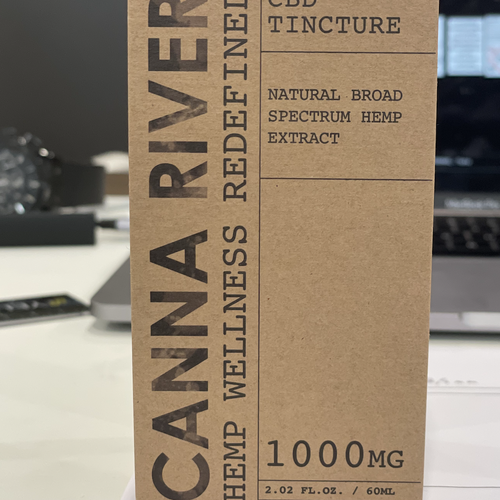 CANNA RIVER
HEMP WELLNESS REDEFINED
CBD
TINCTURE
NATURAL BROAD
SPECTRUM HEMP
EXTRACT
1000MG
2.02 FL.OZ. / 60ML